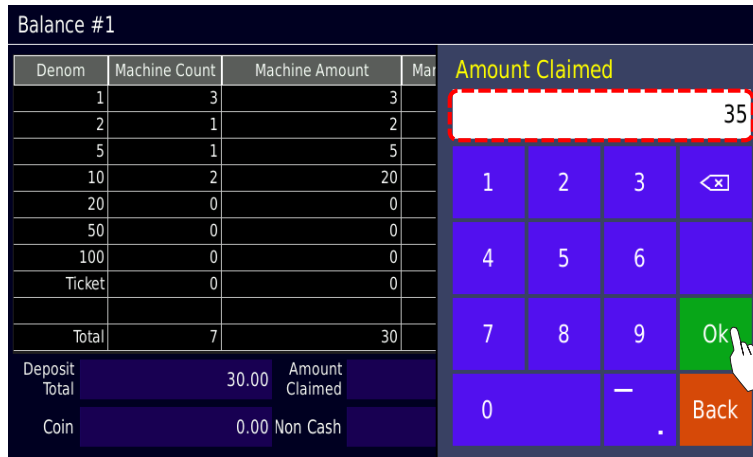 Balance #1
Denom Machine Count Machine Amount Mar
1 3 3
2 1 2
5 1 5
10 2 20
20 0 0
50 0 0
100 0 0
Ticket 0 0
Total 7 30
Deposit Total 30.00 Amount Claimed
Coin 0.00 Non Cash
Amount Claimed
35
1 2 3
4 5 6
7 8 9 Ok
0 — . Back